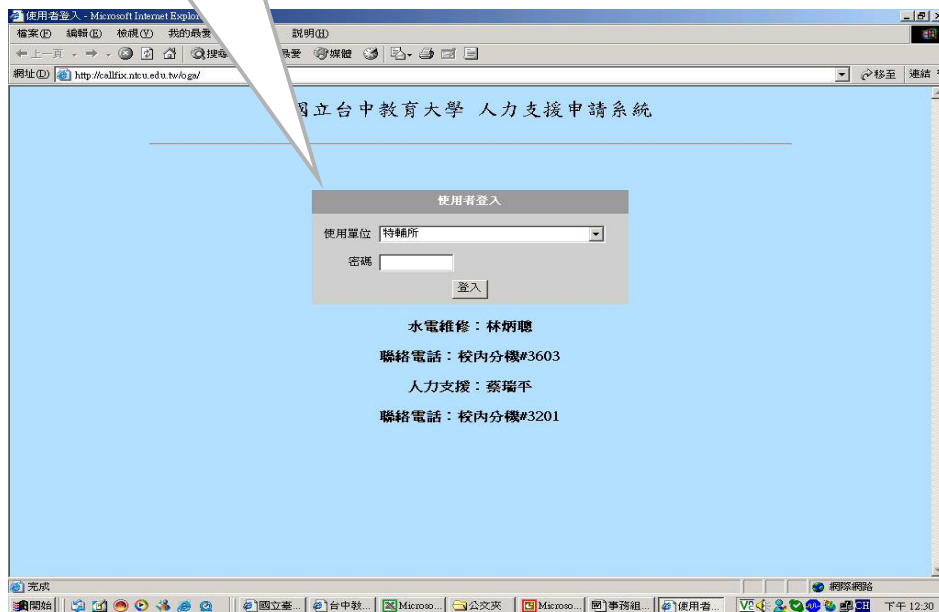 使用者登入 - Microsoft Internet Explor
檔案(F) 編輯(E) 檢視(V) 我的最愛 説明(H)
上一頁 搜尋 最愛 媒體
網址(D) http://callfix.ntcu.edu.tw/oga/ 移至 連結
國立台中教育大學 人力支援申請系統
使用者登入
使用單位 特輔所
密碼
登入
水電維修：林炳聰
聯絡電話：校內分機#3603
人力支援：蔡瑞平
聯絡電話：校內分機#3201
完成 網際網路
開始 國立臺... 台中教... Microso... 公文夾 Microso... 事務組... 使用者... CH 下午 12:30